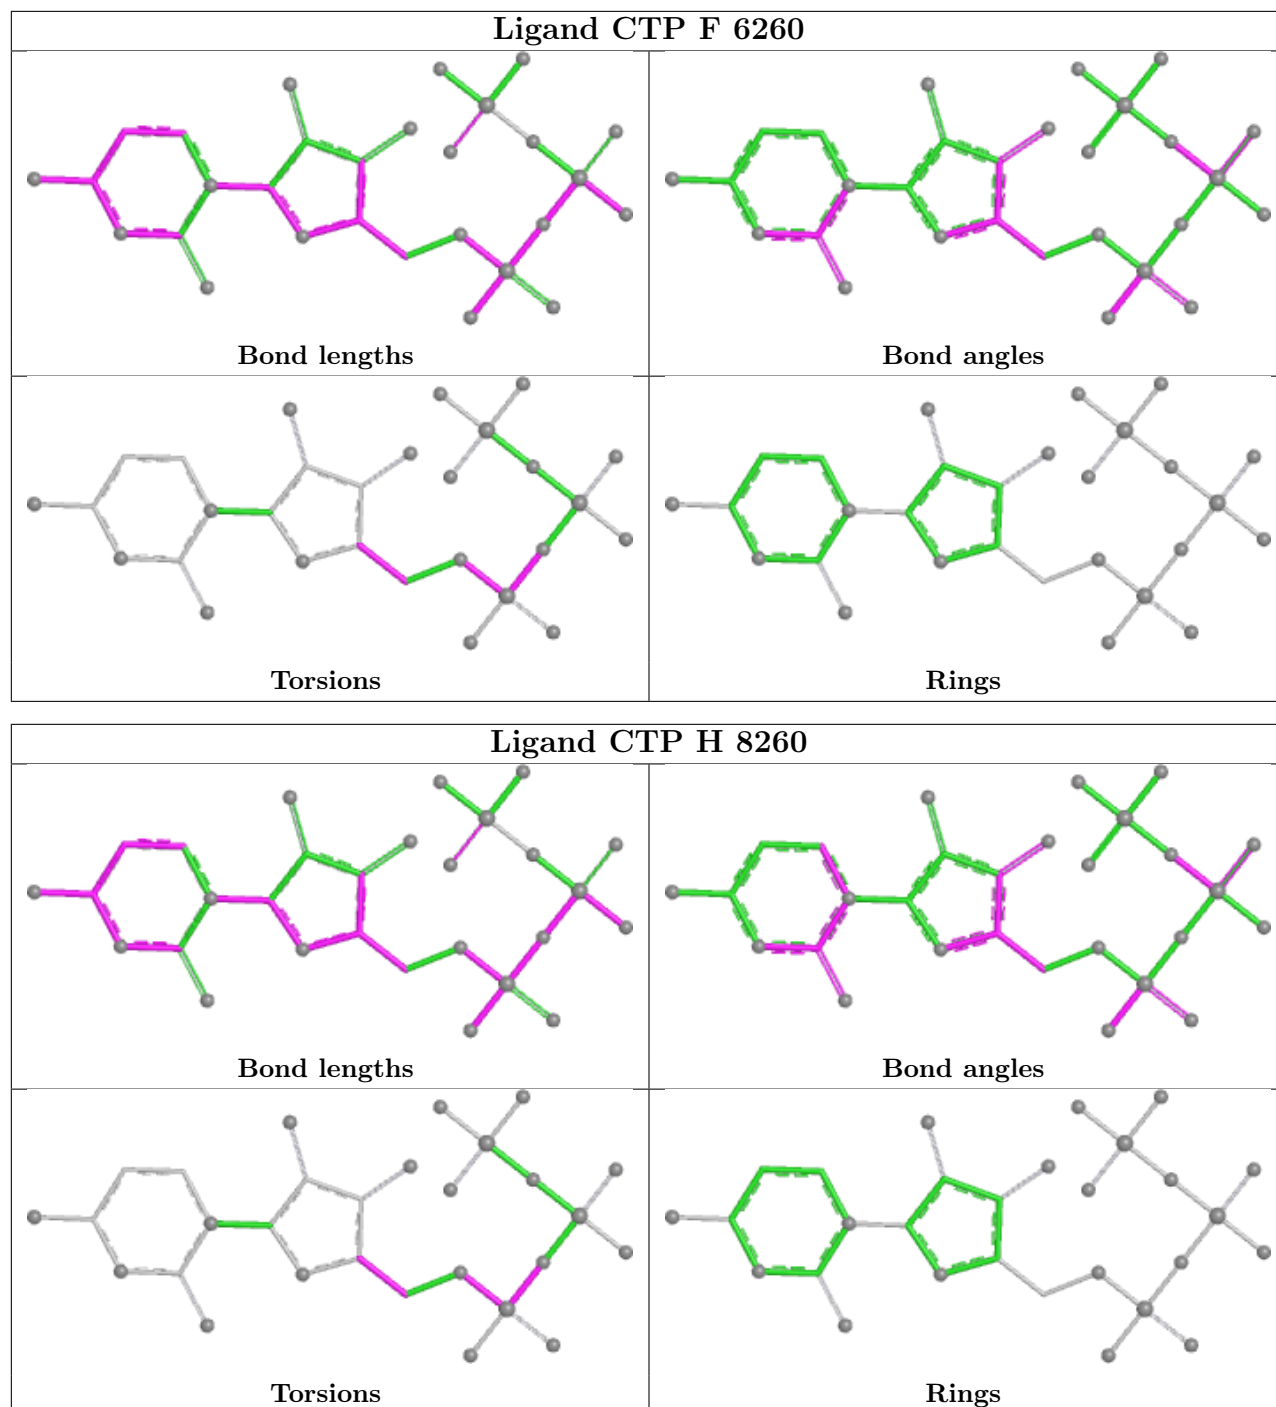 Ligand CTP F 6260
Bond lengths
Bond angles
Torsions
Rings
Ligand CTP H 8260
Bond lengths
Bond angles
Torsions
Rings